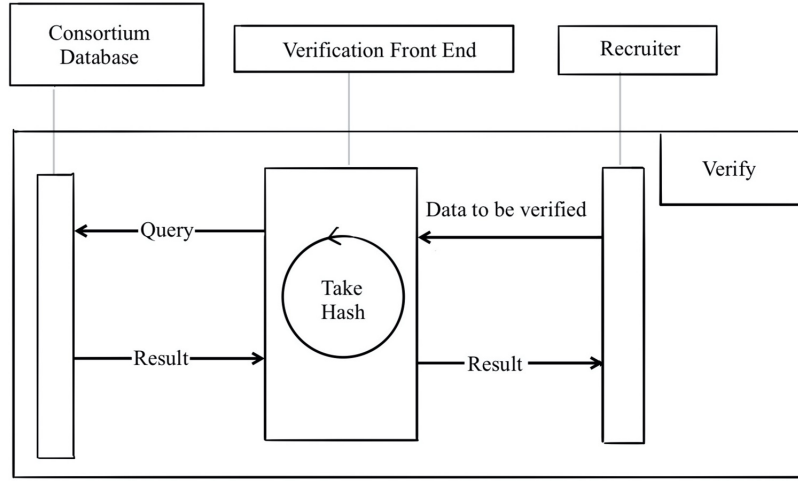 Consortium
Database
Verification Front End
Recruiter
Verify
Data to be verified
Query
Take
Hash
Result
Result